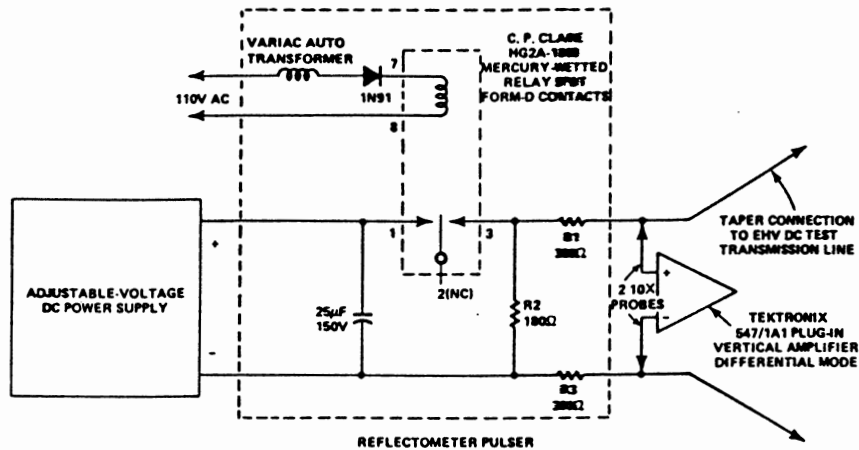 VARIAC AUTO
TRANSFORMER
7
C. P. CLARE
MERCURY-WETTED
RELAY SPDT
FORM-D CONTACTS
110V AC
1N91
8
1
3
R1
2(NC)
TAPER CONNECTION
TO EHV DC TEST
TRANSMISSION LINE
+
ADJUSTABLE-VOLTAGE
DC POWER SUPPLY
-
25µF
150V
R2
180Ω
2 10X
PROBES
+
-
TEKTRONIX
547/1A1 PLUG-IN
VERTICAL AMPLIFIER
DIFFERENTIAL MODE
R3
REFLECTOMETER PULSER